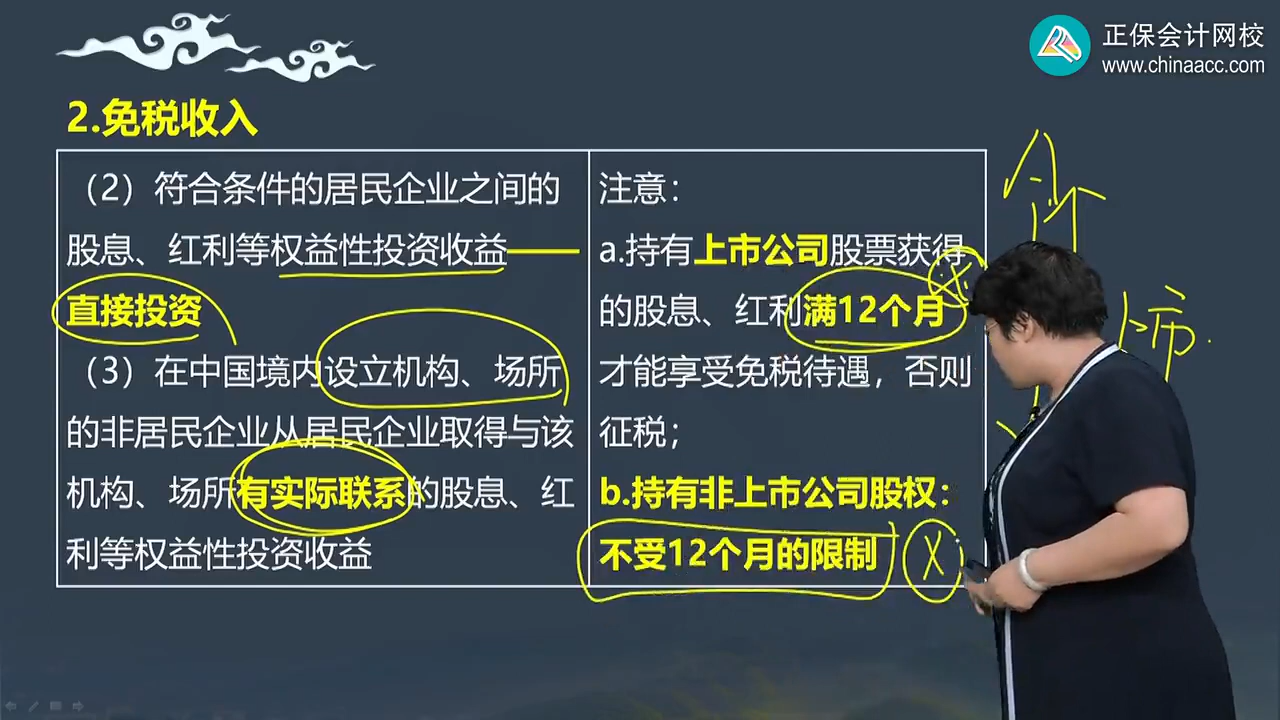 正保会计网校
www.chinaacc.com
2.免税收入
（2）符合条件的居民企业之间的
股息、红利等权益性投资收益——
直接投资
（3）在中国境内设立机构、场所
的非居民企业从居民企业取得与该
机构、场所有实际联系的股息、红
利等权益性投资收益
注意：
a.持有上市公司股票获得
的股息、红利满12个月
才能享受免税待遇，否则
征税；
b.持有非上市公司股权：
不受12个月的限制